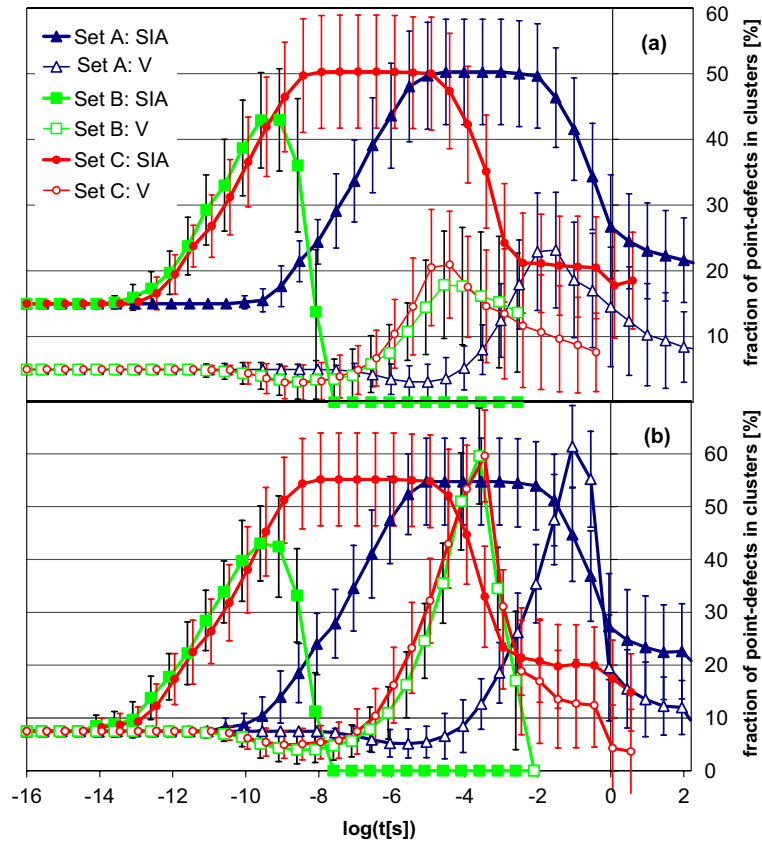 60
(a)
Set A: SIA
Set A: V
Set B: SIA
Set B: V
Set C: SIA
Set C: V
50
40
30
20
10
fraction of point-defects in clusters [%]
(b)
60
50
40
30
20
10
0
fraction of point-defects in clusters [%]
-16 -14 -12 -10 -8 -6 -4 -2 0 2
log(t[s])